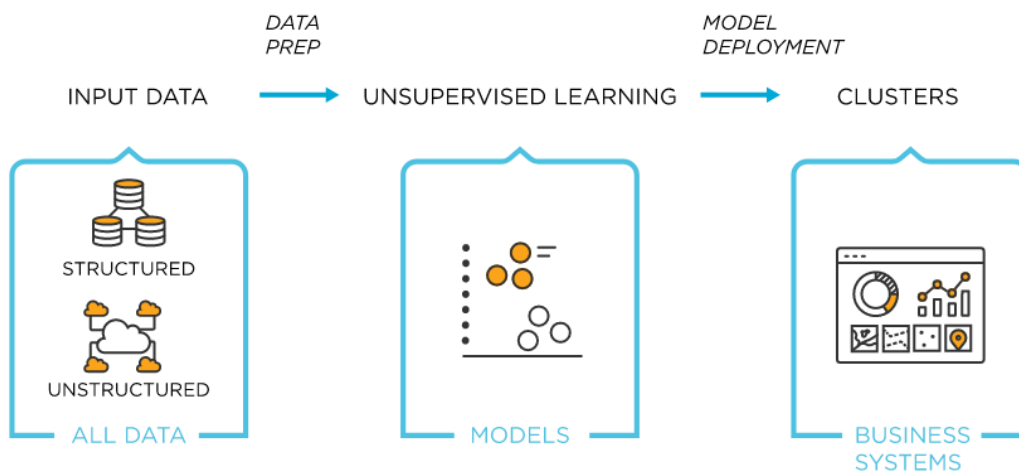 DATA
PREP
MODEL
DEPLOYMENT
INPUT DATA
UNSUPERVISED LEARNING
CLUSTERS
STRUCTURED
UNSTRUCTURED
ALL DATA
MODELS
BUSINESS
SYSTEMS